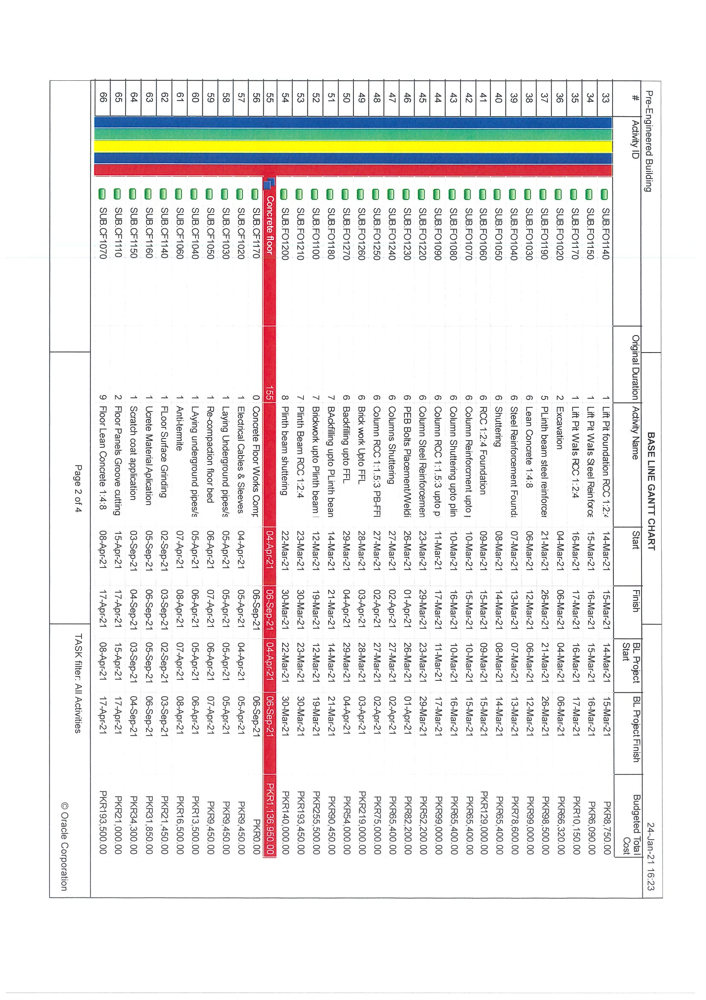 Pre-Engineered Building BASE LINE GANTT CHART 24-Jan-21 16:23
# Activity ID Original Duration Activity Name Start Finish BL Project Start BL Project Finish Budgeted Total Cost
33 SUB.FO1140 1 Lift Pit foundation RCC 1:2:4 14-Mar-21 15-Mar-21 14-Mar-21 15-Mar-21 PKR8,750.00
34 SUB.FO1150 1 Lift Pit Walls Steel Reinforce 15-Mar-21 16-Mar-21 15-Mar-21 16-Mar-21 PKR6,090.00
35 SUB.FO1170 1 Lift Pit Walls RCC 1:2:4 16-Mar-21 17-Mar-21 16-Mar-21 17-Mar-21 PKR10,150.00
36 SUB.FO1020 2 Excavation 04-Mar-21 06-Mar-21 04-Mar-21 06-Mar-21 PKR66,320.00
37 SUB.FO1190 5 PLinth beam steel reinforcer 21-Mar-21 26-Mar-21 21-Mar-21 26-Mar-21 PKR98,500.00
38 SUB.FO1030 6 Lean Concrete 1:4:8 06-Mar-21 12-Mar-21 06-Mar-21 12-Mar-21 PKR99,000.00
39 SUB.FO1040 6 Steel Reinforcement Founda 07-Mar-21 13-Mar-21 07-Mar-21 13-Mar-21 PKR78,600.00
40 SUB.FO1050 6 Shuttering 08-Mar-21 14-Mar-21 08-Mar-21 14-Mar-21 PKR65,400.00
41 SUB.FO1060 6 RCC 1:2:4 Foundation 09-Mar-21 15-Mar-21 09-Mar-21 15-Mar-21 PKR129,000.00
42 SUB.FO1070 6 Column Reinforcment upto p 10-Mar-21 15-Mar-21 10-Mar-21 15-Mar-21 PKR65,400.00
43 SUB.FO1080 6 Column Shuttering upto plin 10-Mar-21 16-Mar-21 10-Mar-21 16-Mar-21 PKR65,400.00
44 SUB.FO1090 6 Column RCC 1:1.5:3 upto p 11-Mar-21 17-Mar-21 11-Mar-21 17-Mar-21 PKR99,000.00
45 SUB.FO1220 6 Column Steel Reinforcemen 23-Mar-21 29-Mar-21 23-Mar-21 29-Mar-21 PKR52,200.00
46 SUB.FO1230 6 PEB Bolts Placement/Weldi 26-Mar-21 01-Apr-21 26-Mar-21 01-Apr-21 PKR82,200.00
47 SUB.FO1240 6 Columns Shuttering 27-Mar-21 02-Apr-21 27-Mar-21 02-Apr-21 PKR65,400.00
48 SUB.FO1250 6 Column RCC 1:1.5:3 PB-FFL 27-Mar-21 02-Apr-21 27-Mar-21 02-Apr-21 PKR75,000.00
49 SUB.FO1260 6 Brick work Upto FFL 28-Mar-21 03-Apr-21 28-Mar-21 03-Apr-21 PKR219,000.00
50 SUB.FO1270 6 Backfilling upto FFL 29-Mar-21 04-Apr-21 29-Mar-21 04-Apr-21 PKR54,000.00
51 SUB.FO1180 7 BAckfilling upto PLinth bean 14-Mar-21 21-Mar-21 14-Mar-21 21-Mar-21 PKR90,450.00
52 SUB.FO1100 7 Brickwork upto Plinth beam 12-Mar-21 19-Mar-21 12-Mar-21 19-Mar-21 PKR255,500.00
53 SUB.FO1210 7 Plinth Beam RCC 1:2:4 23-Mar-21 30-Mar-21 23-Mar-21 30-Mar-21 PKR193,450.00
54 SUB.FO1200 8 Plinth beam shuttering 22-Mar-21 30-Mar-21 22-Mar-21 30-Mar-21 PKR140,000.00
55 Concrete floor 155 04-Apr-21 06-Sep-21 04-Apr-21 06-Sep-21 PKR1,136,950.00
56 SUB.CF1170 0 Concrete Floor Works Comp 06-Sep-21 06-Sep-21 PKR0.00
57 SUB.CF1020 1 Electrical Cables & Sleeves 04-Apr-21 05-Apr-21 04-Apr-21 05-Apr-21 PKR9,450.00
58 SUB.CF1030 1 Laying Underground pipes/s 05-Apr-21 05-Apr-21 05-Apr-21 05-Apr-21 PKR9,450.00
59 SUB.CF1050 1 Re-compaction floor bed 06-Apr-21 07-Apr-21 06-Apr-21 07-Apr-21 PKR9,450.00
60 SUB.CF1040 1 LAying underground pipes/s 05-Apr-21 06-Apr-21 05-Apr-21 06-Apr-21 PKR13,500.00
61 SUB.CF1060 1 Anti-temite 07-Apr-21 08-Apr-21 07-Apr-21 08-Apr-21 PKR16,500.00
62 SUB.CF1140 1 FLoor Surface Grinding 02-Sep-21 03-Sep-21 02-Sep-21 03-Sep-21 PKR21,450.00
63 SUB.CF1160 1 Ucrete Material Aplication 05-Sep-21 06-Sep-21 05-Sep-21 06-Sep-21 PKR31,850.00
64 SUB.CF1150 1 Scratch coat application 03-Sep-21 04-Sep-21 03-Sep-21 04-Sep-21 PKR34,300.00
65 SUB.CF1110 2 Floor Panels Groove cutting 15-Apr-21 17-Apr-21 15-Apr-21 17-Apr-21 PKR21,000.00
66 SUB.CF1070 9 Floor Lean Concrete 1:4:8 08-Apr-21 17-Apr-21 08-Apr-21 17-Apr-21 PKR193,500.00
Page 2 of 4 TASK filter: All Activities
© Oracle Corporation